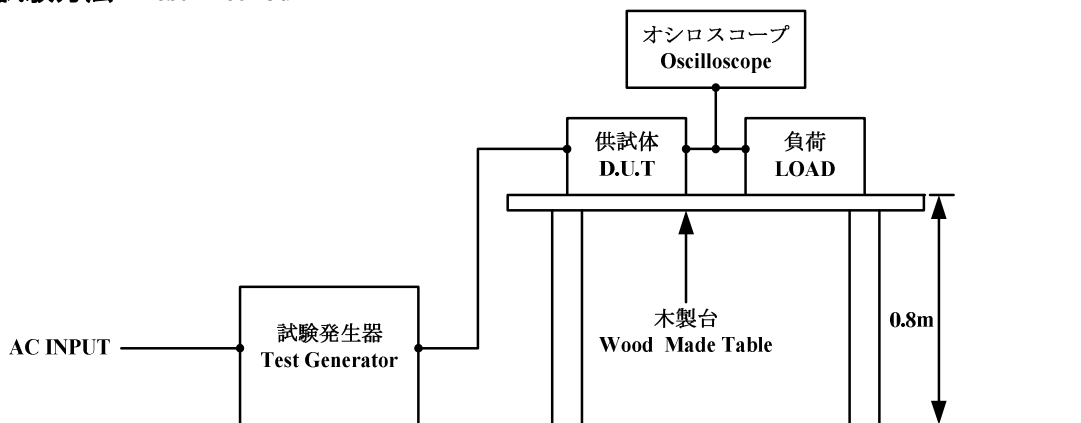 オシロスコープ
Oscilloscope
供試体
D.U.T
負荷
LOAD
木製台
Wood Made Table
0.8m
試験発生器
Test Generator
AC INPUT